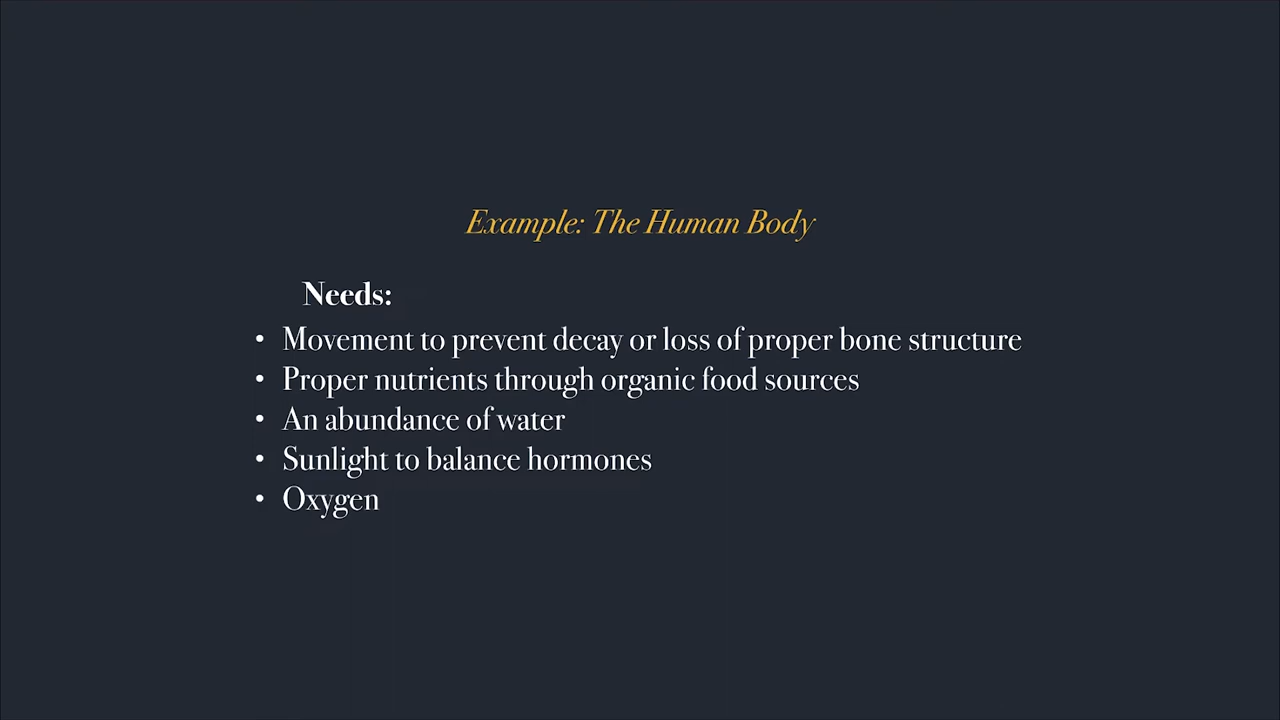 Example: The Human Body
Needs:
• Movement to prevent decay or loss of proper bone structure
• Proper nutrients through organic food sources
• An abundance of water
• Sunlight to balance hormones
• Oxygen